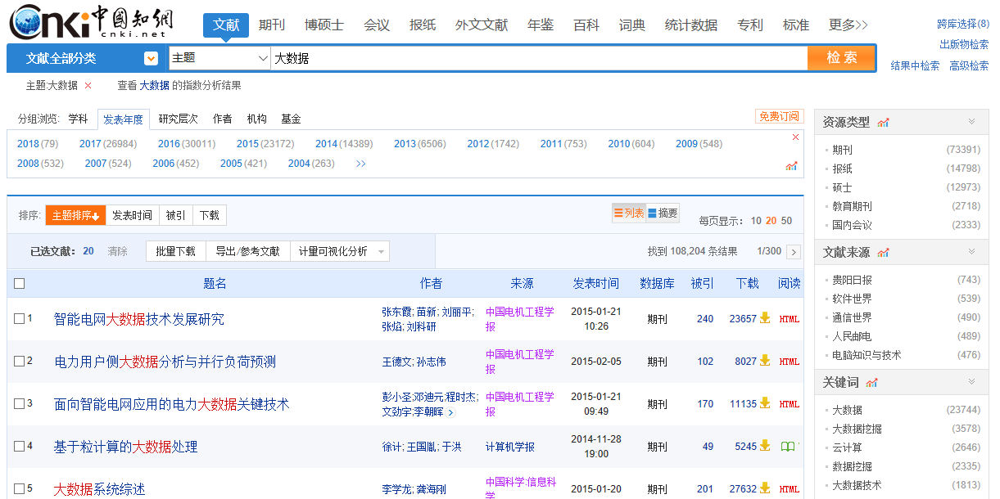 Cnki 中国知網
cnki.net
文献 期刊 博硕士 会议 报纸 外文文献 年鉴 百科 词典 统计数据 专利 标准 更多>>
跨库选择(8)
出版物检索
文献全部分类 主题 大数据 检索
结果中检索 高级检索
主题:大数据 × 查看 大数据 的指数分析结果
分组浏览: 学科 发表年度 研究层次 作者 机构 基金 免费订阅
2018(79) 2017(26984) 2016(30011) 2015(23172) 2014(14389) 2013(6506) 2012(1742) 2011(753) 2010(604) 2009(548)
2008(532) 2007(524) 2006(452) 2005(421) 2004(263) >>
排序: 主题排序 发表时间 被引 下载 列表 摘要 每页显示: 10 20 50
已选文献: 20 清除 批量下载 导出/参考文献 计量可视化分析 找到 108,204 条结果 1/300 >
题名 作者 来源 发表时间 数据库 被引 下载 阅读
1 智能电网大数据技术发展研究 张东霞; 苗新; 刘丽平; 中国电机工程学 2015-01-21 期刊 240 23657 HTML
张焰; 刘科研 报 10:26
2 电力用户侧大数据分析与并行负荷预测 王德文; 孙志伟 中国电机工程学 2015-02-05 期刊 102 8027 HTML
报
3 面向智能电网应用的电力大数据关键技术 彭小圣;邓迪元;程时杰; 中国电机工程学 2015-01-21 期刊 170 11135 HTML
文劲宇;李朝晖 报 09:49
4 基于粒计算的大数据处理 徐计; 王国胤; 于洪 计算机学报 2014-11-28 期刊 49 5245
19:00
5 大数据系统综述 李学龙; 龚海刚 中国科学:信息科 2015-01-20 期刊 201 27632 HTML
学
资源类型
期刊 (73391)
报纸 (14798)
硕士 (12973)
教育期刊 (2718)
国内会议 (2333)
文献来源
贵阳日报 (743)
软件世界 (539)
通信世界 (490)
人民邮电 (489)
电脑知识与技术 (476)
关键词
大数据 (23744)
大数据挖掘 (3578)
云计算 (2646)
数据挖掘 (2335)
大数据技术 (1813)